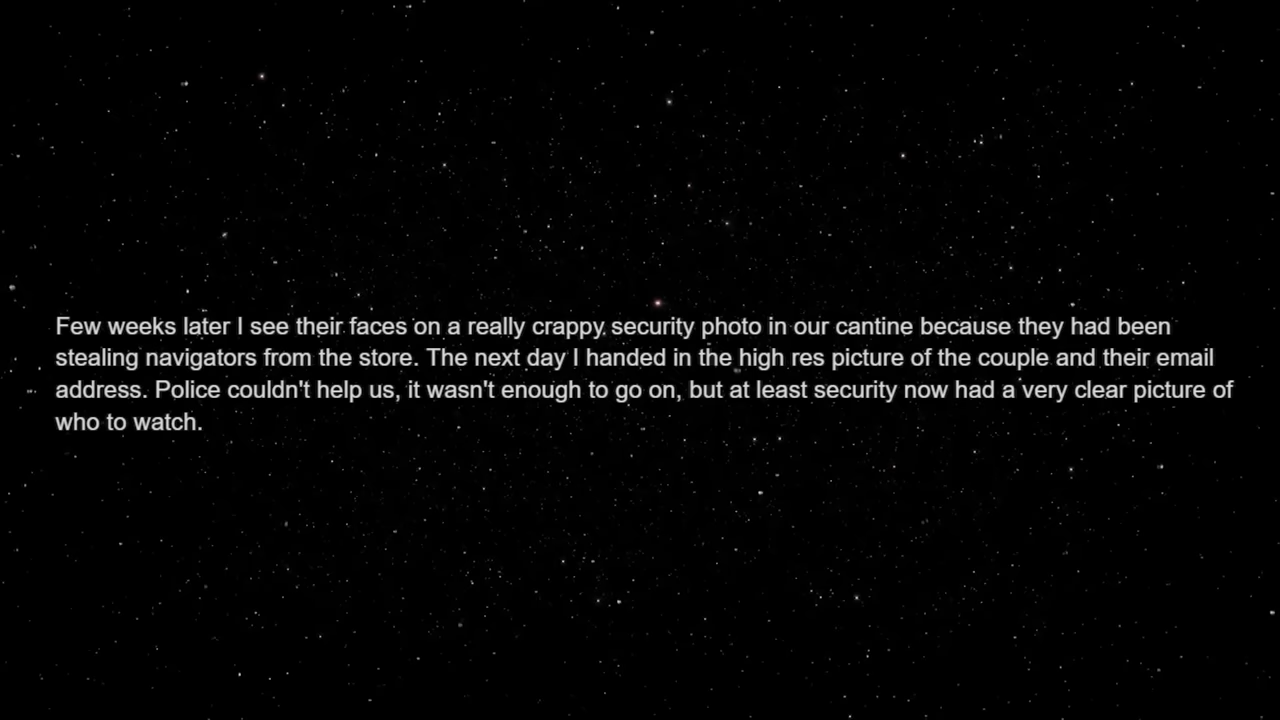 Few weeks later I see their faces on a really crappy security photo in our cantine because they had been
stealing navigators from the store. The next day I handed in the high res picture of the couple and their email
address. Police couldn't help us, it wasn't enough to go on, but at least security now had a very clear picture of
who to watch.